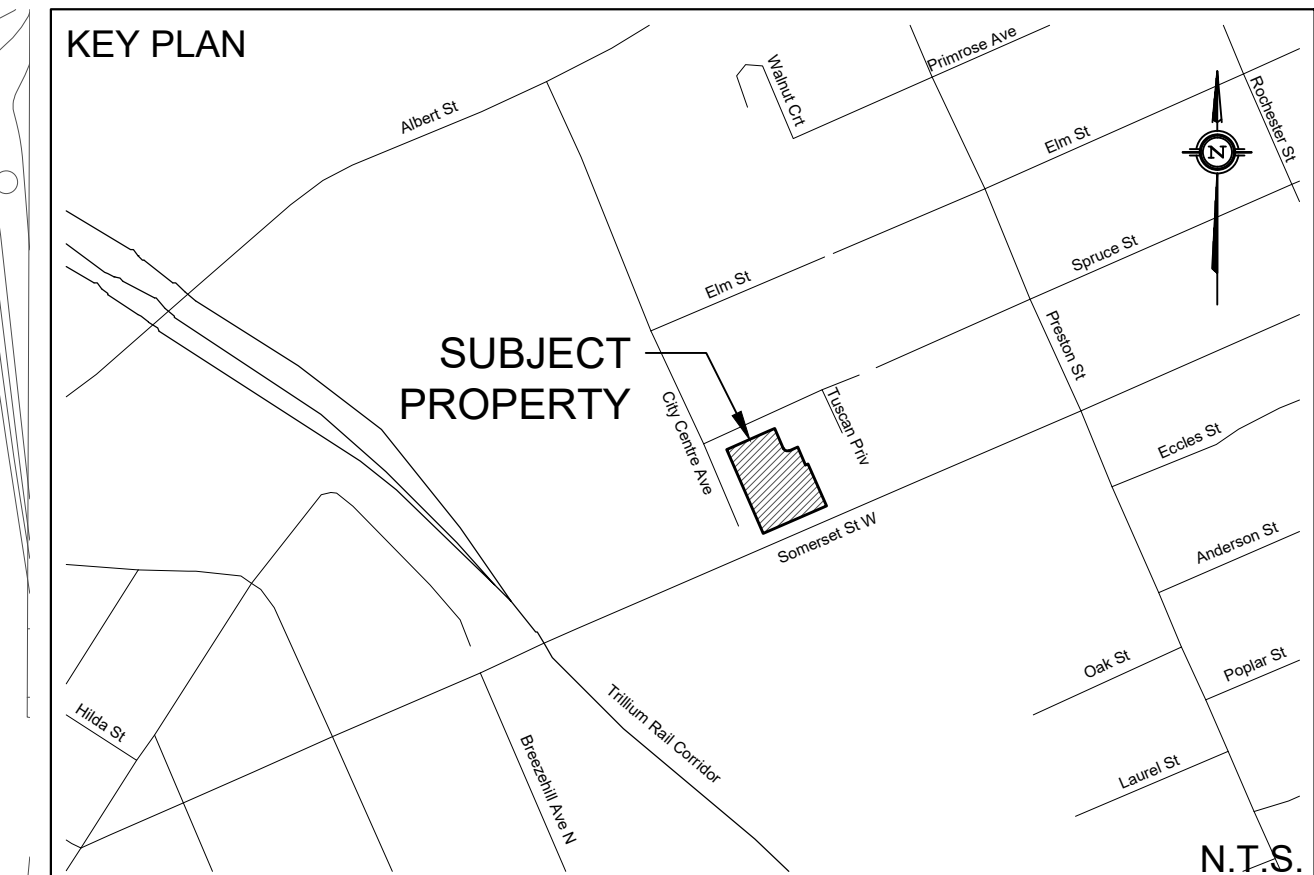 KEY PLAN
Primrose Ave
Walnut Crt
Albert St
Rochester St
Elm St
N
Spruce St
Elm St
Preston St
SUBJECT
PROPERTY
City Centre Ave
Tuscan Priv
Eccles St
Somerset St W
Anderson St
Oak St
Poplar St
Trillium Rail Corridor
Hilda St
Breezehill Ave N
Laurel St
N.T.S.